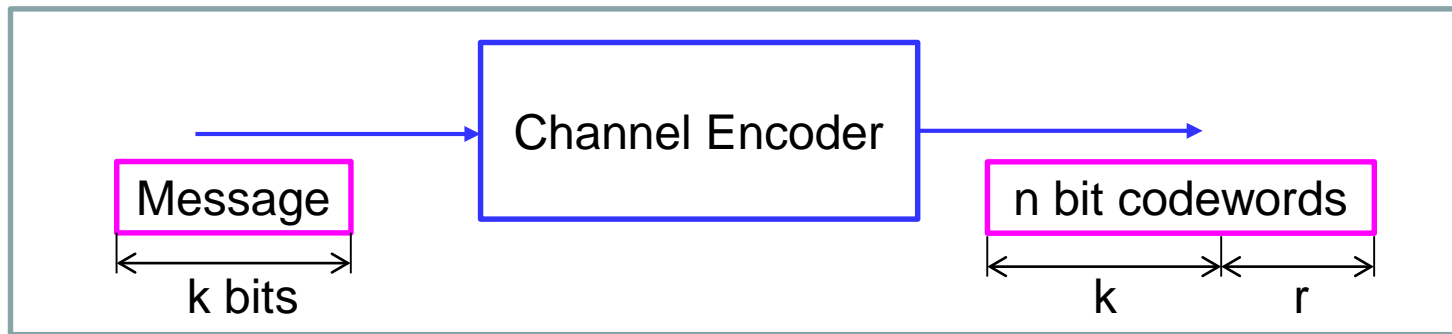 Channel Encoder
Message
n bit codewords
k bits
k
r